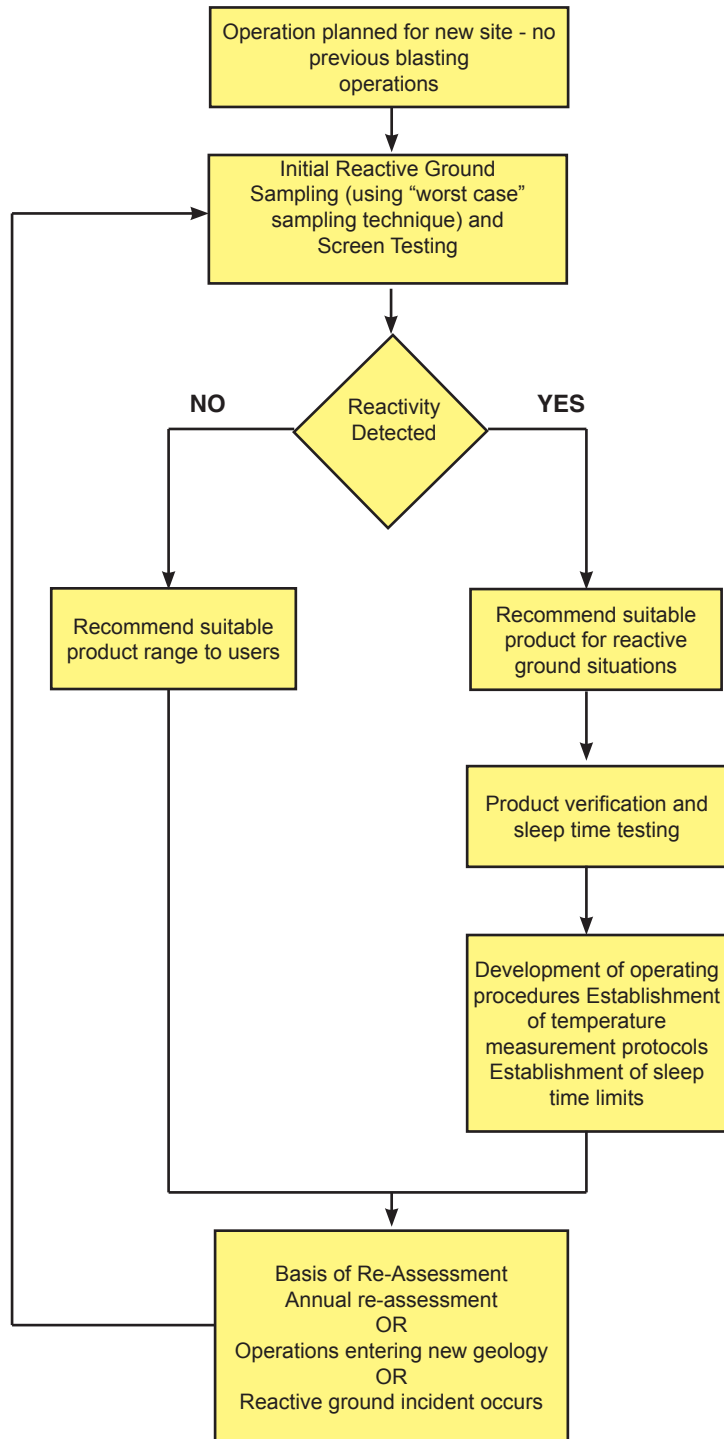 Operation planned for new site - no
previous blasting
operations
Initial Reactive Ground
Sampling (using “worst case”
sampling technique) and
Screen Testing
NO
YES
Reactivity
Detected
Recommend suitable
product range to users
Recommend suitable
product for reactive
ground situations
Product verification and
sleep time testing
Development of operating
procedures Establishment
of temperature
measurement protocols
Establishment of sleep
time limits
Basis of Re-Assessment
Annual re-assessment
OR
Operations entering new geology
OR
Reactive ground incident occurs